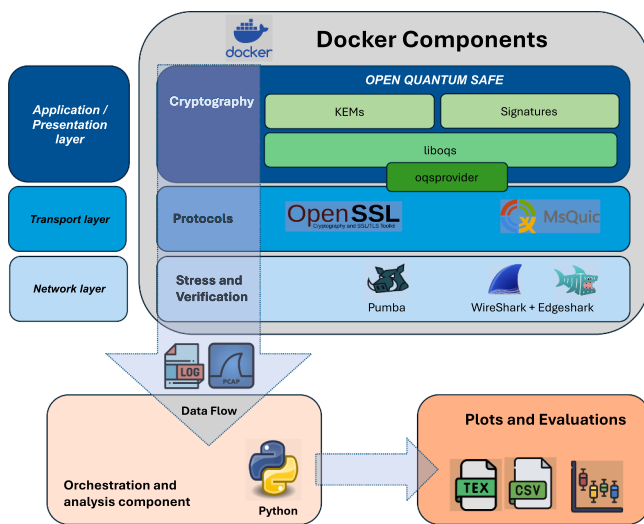 docker
Docker Components
Application /
Presentation
layer
Cryptography
OPEN QUANTUM SAFE
KEMs
Signatures
liboqs
oqsprovider
Transport layer
Protocols
OpenSSL
Cryptography and SSL/TLS Toolkit
MsQuic
Network layer
Stress and
Verification
Pumba
WireShark + Edgeshark
LOG
PCAP
Data Flow
Orchestration and
analysis component
Python
Plots and Evaluations
TEX
CSV